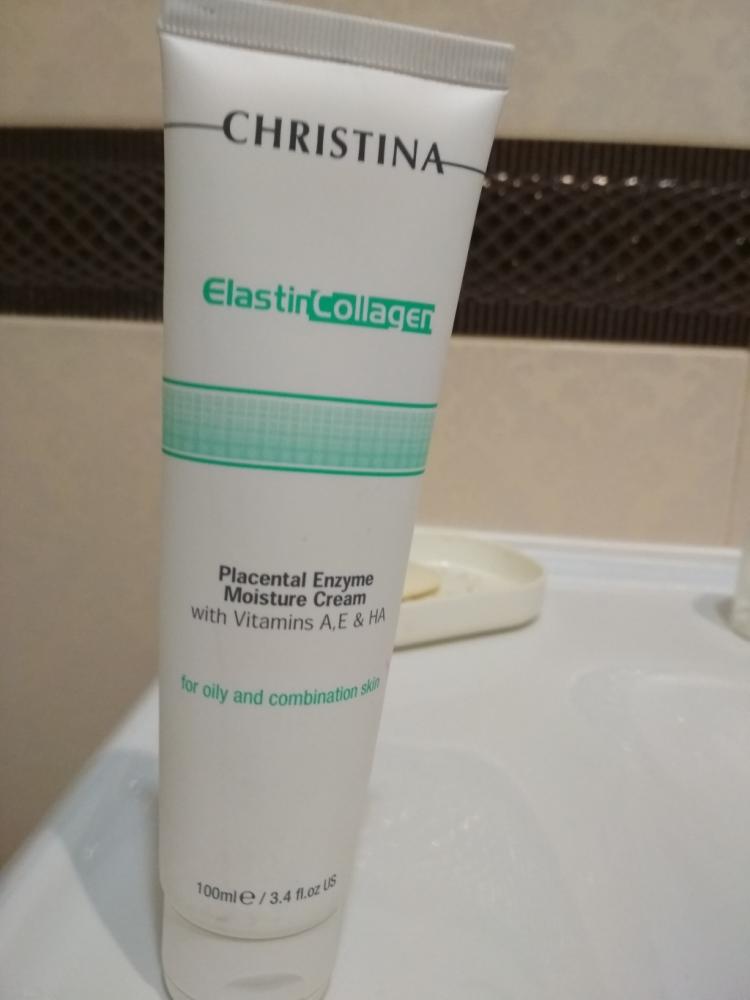 CHRISTINA
ElastinCollagen
Placental Enzyme
Moisture Cream
with Vitamins A,E & HA
for oily and combination skin
100ml℮ / 3.4 fl.oz US